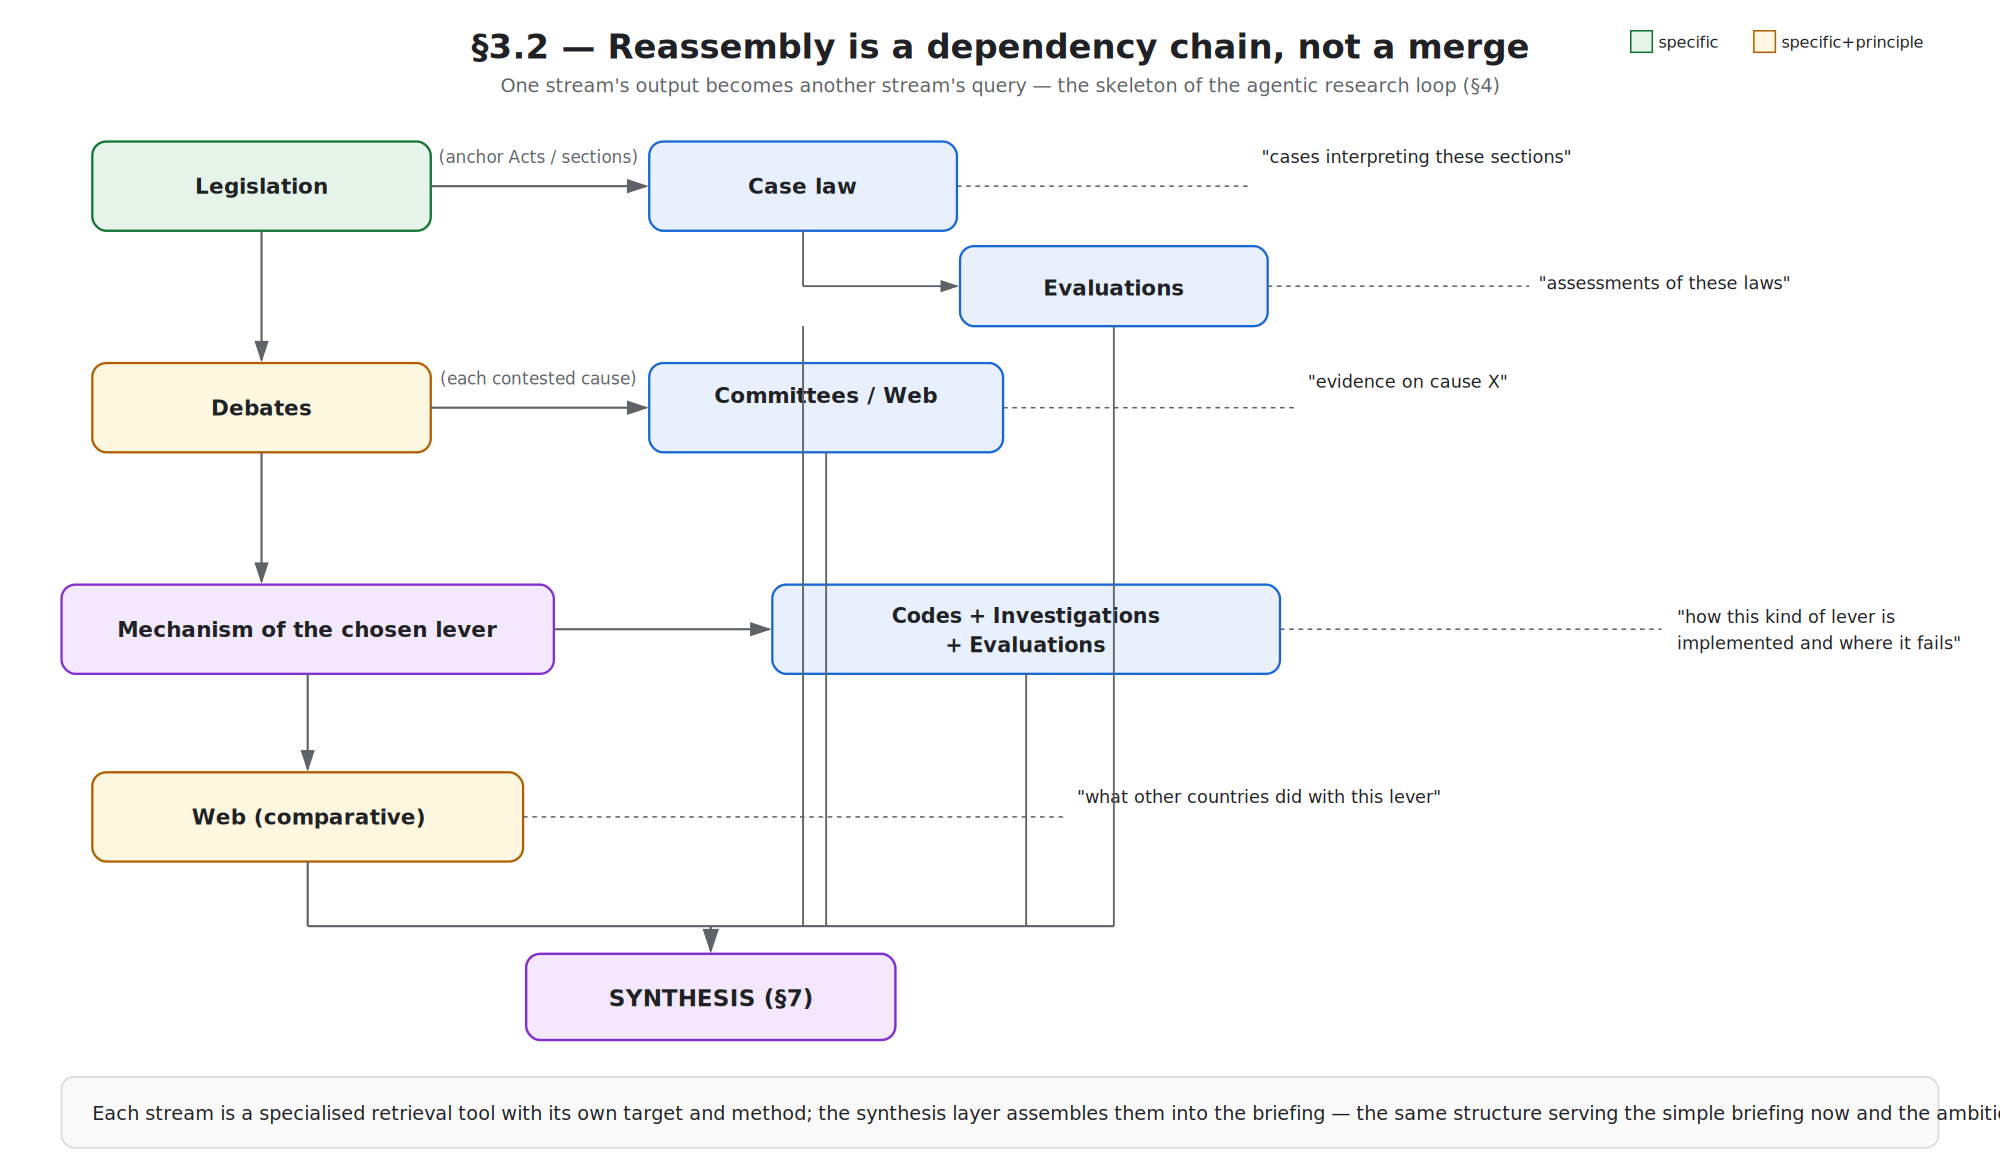 §3.2 — Reassembly is a dependency chain, not a merge
specific
specific+principle
One stream's output becomes another stream's query — the skeleton of the agentic research loop (§4)
Legislation
(anchor Acts / sections)
Case law
"cases interpreting these sections"
Evaluations
"assessments of these laws"
Debates
(each contested cause)
Committees / Web
"evidence on cause X"
Mechanism of the chosen lever
Codes + Investigations
+ Evaluations
"how this kind of lever is
implemented and where it fails"
Web (comparative)
"what other countries did with this lever"
SYNTHESIS (§7)
Each stream is a specialised retrieval tool with its own target and method; the synthesis layer assembles them into the briefing — the same structure serving the simple briefing now and the